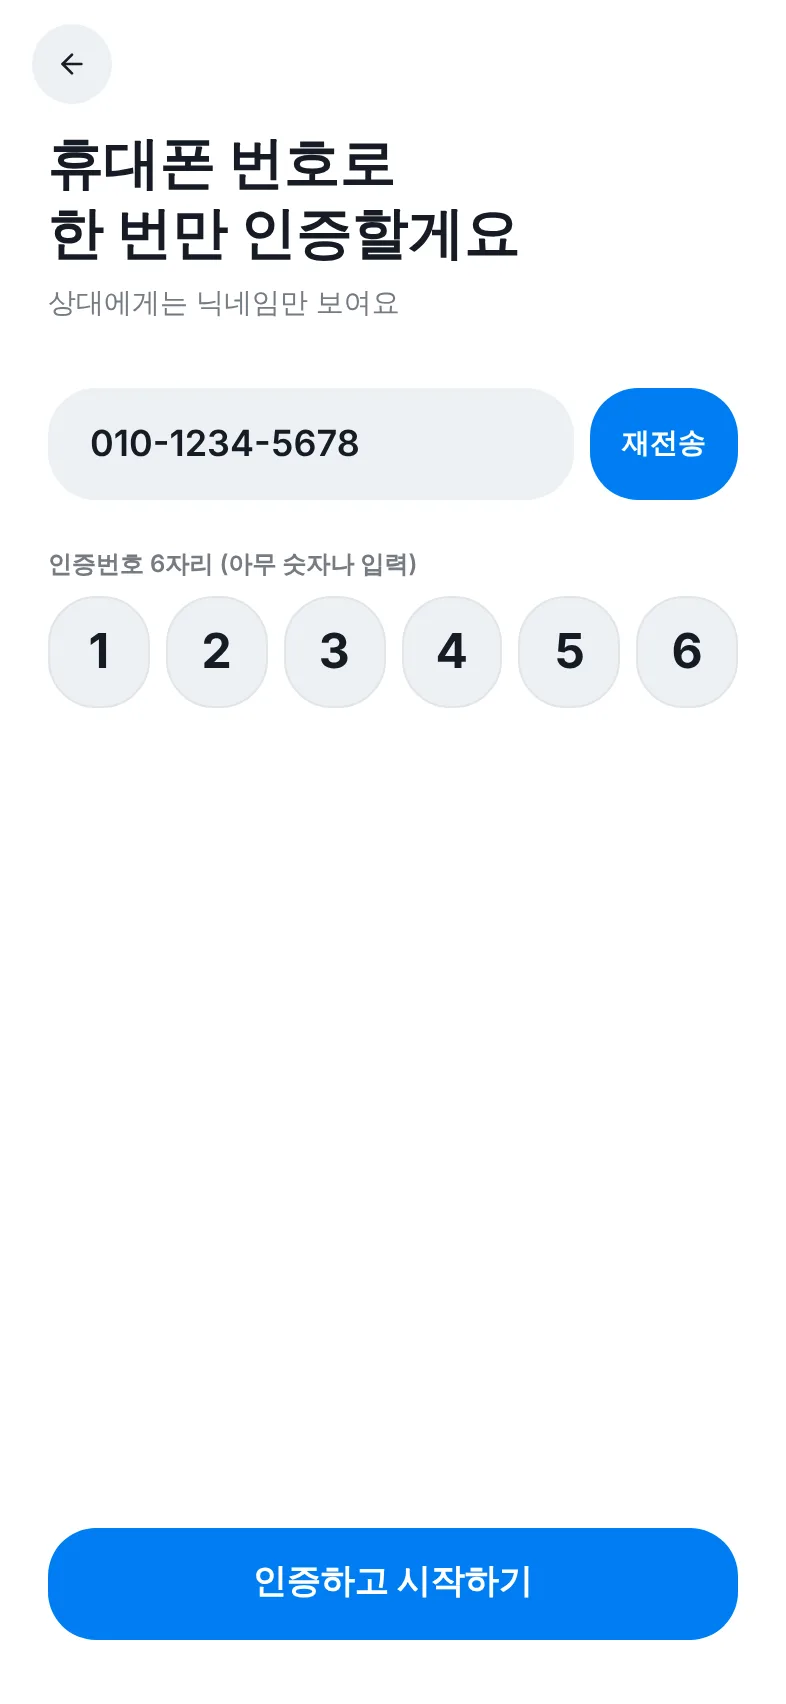 휴대폰 번호로
한 번만 인증할게요
상대에게는 닉네임만 보여요
010-1234-5678
재전송
인증번호 6자리 (아무 숫자나 입력)
1 2 3 4 5 6
인증하고 시작하기